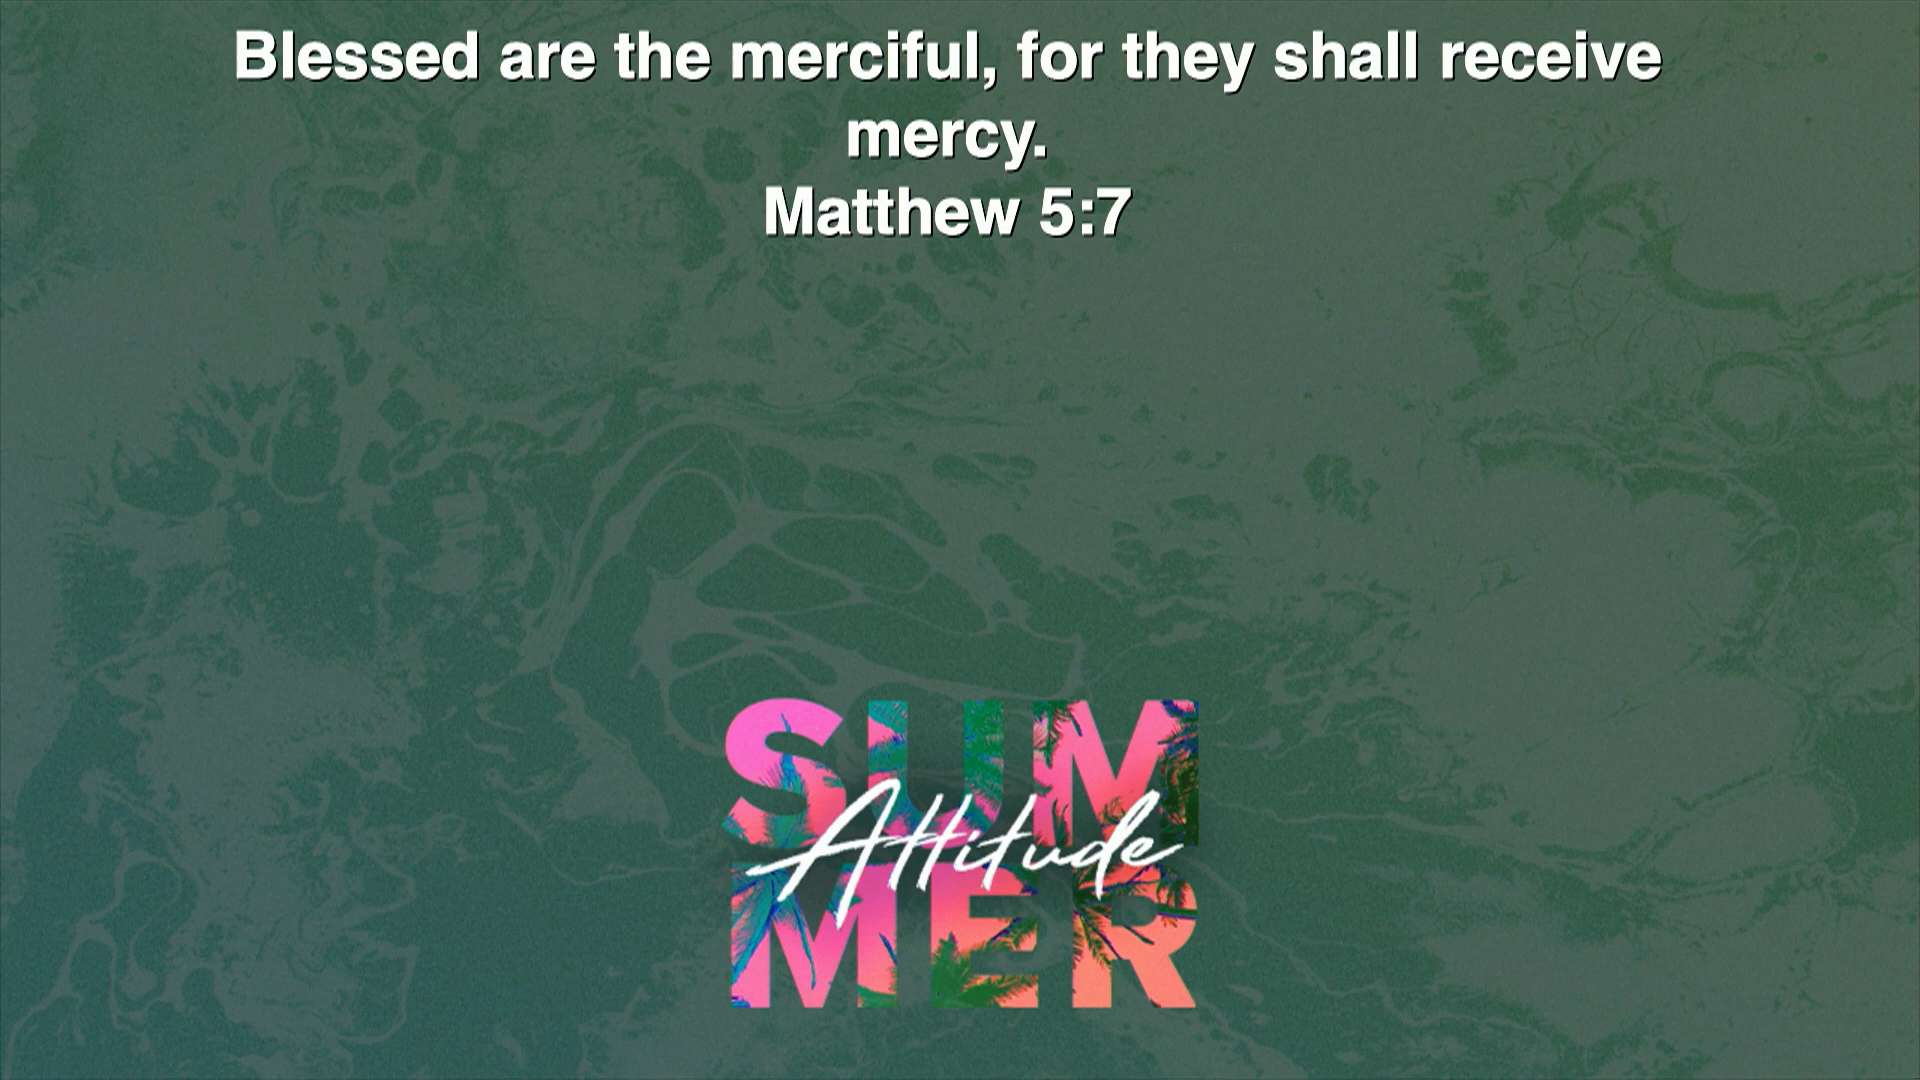 Blessed are the merciful, for they shall receive
mercy.
Matthew 5:7
SUM
Attitude
MER